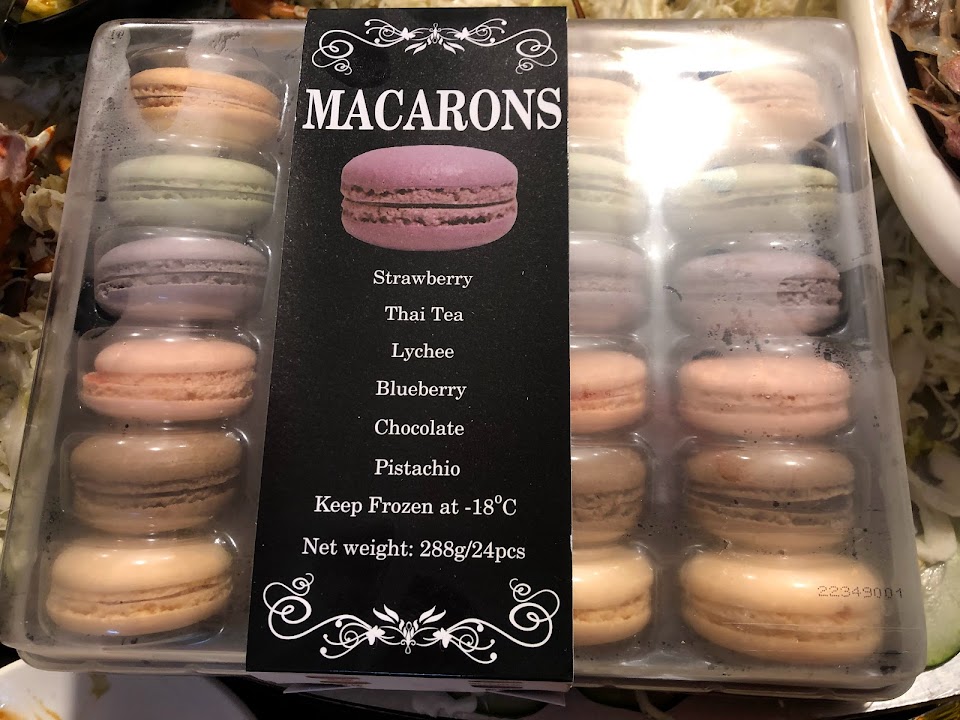 MACARONS
Strawberry
Thai Tea
Lychee
Blueberry
Chocolate
Pistachio
Keep Frozen at -18°C
Net weight: 288g/24pcs
22349001